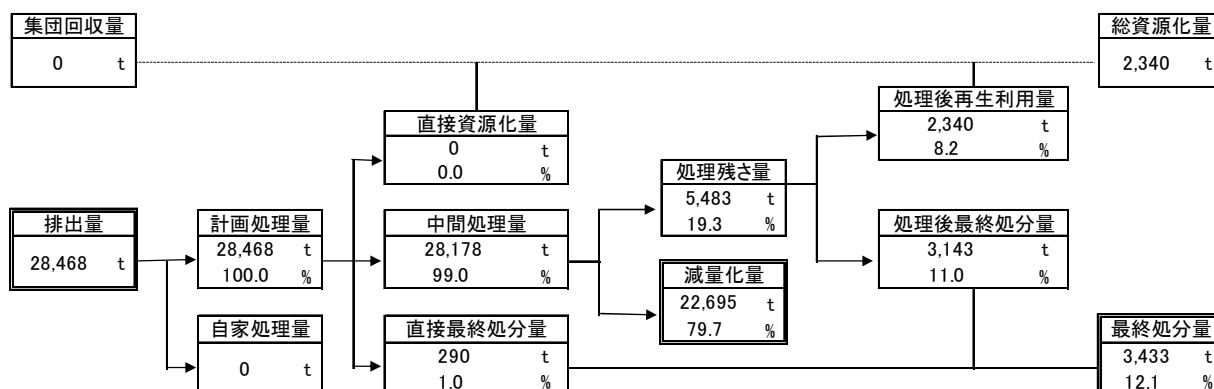 集団回収量
0 t
総資源化量
2,340 t
直接資源化量
0 t
0.0 %
処理後再生利用量
2,340 t
8.2 %
処理残さ量
5,483 t
19.3 %
排出量
28,468 t
計画処理量
28,468 t
100.0 %
中間処理量
28,178 t
99.0 %
処理後最終処分量
3,143 t
11.0 %
減量化量
22,695 t
79.7 %
自家処理量
0 t
直接最終処分量
290 t
1.0 %
最終処分量
3,433 t
12.1 %